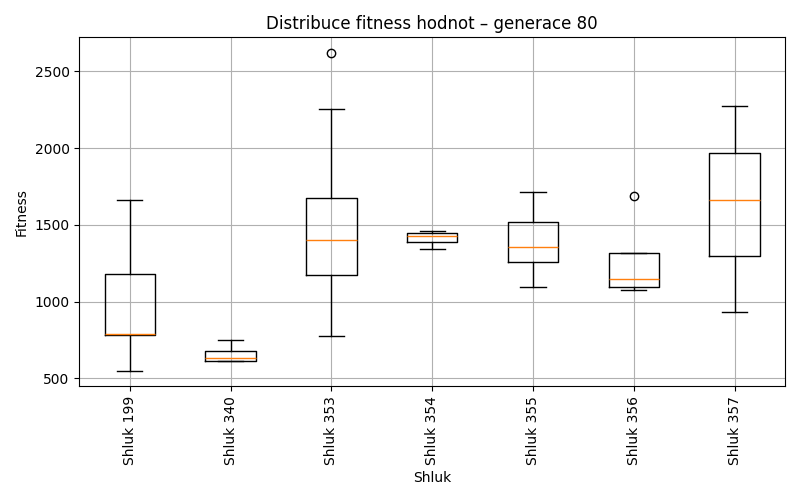 Distribuce fitness hodnot – generace 80
2500
2000
1500
1000
500
Fitness
Shluk 199
Shluk 340
Shluk 353
Shluk 354
Shluk 355
Shluk 356
Shluk 357
Shluk